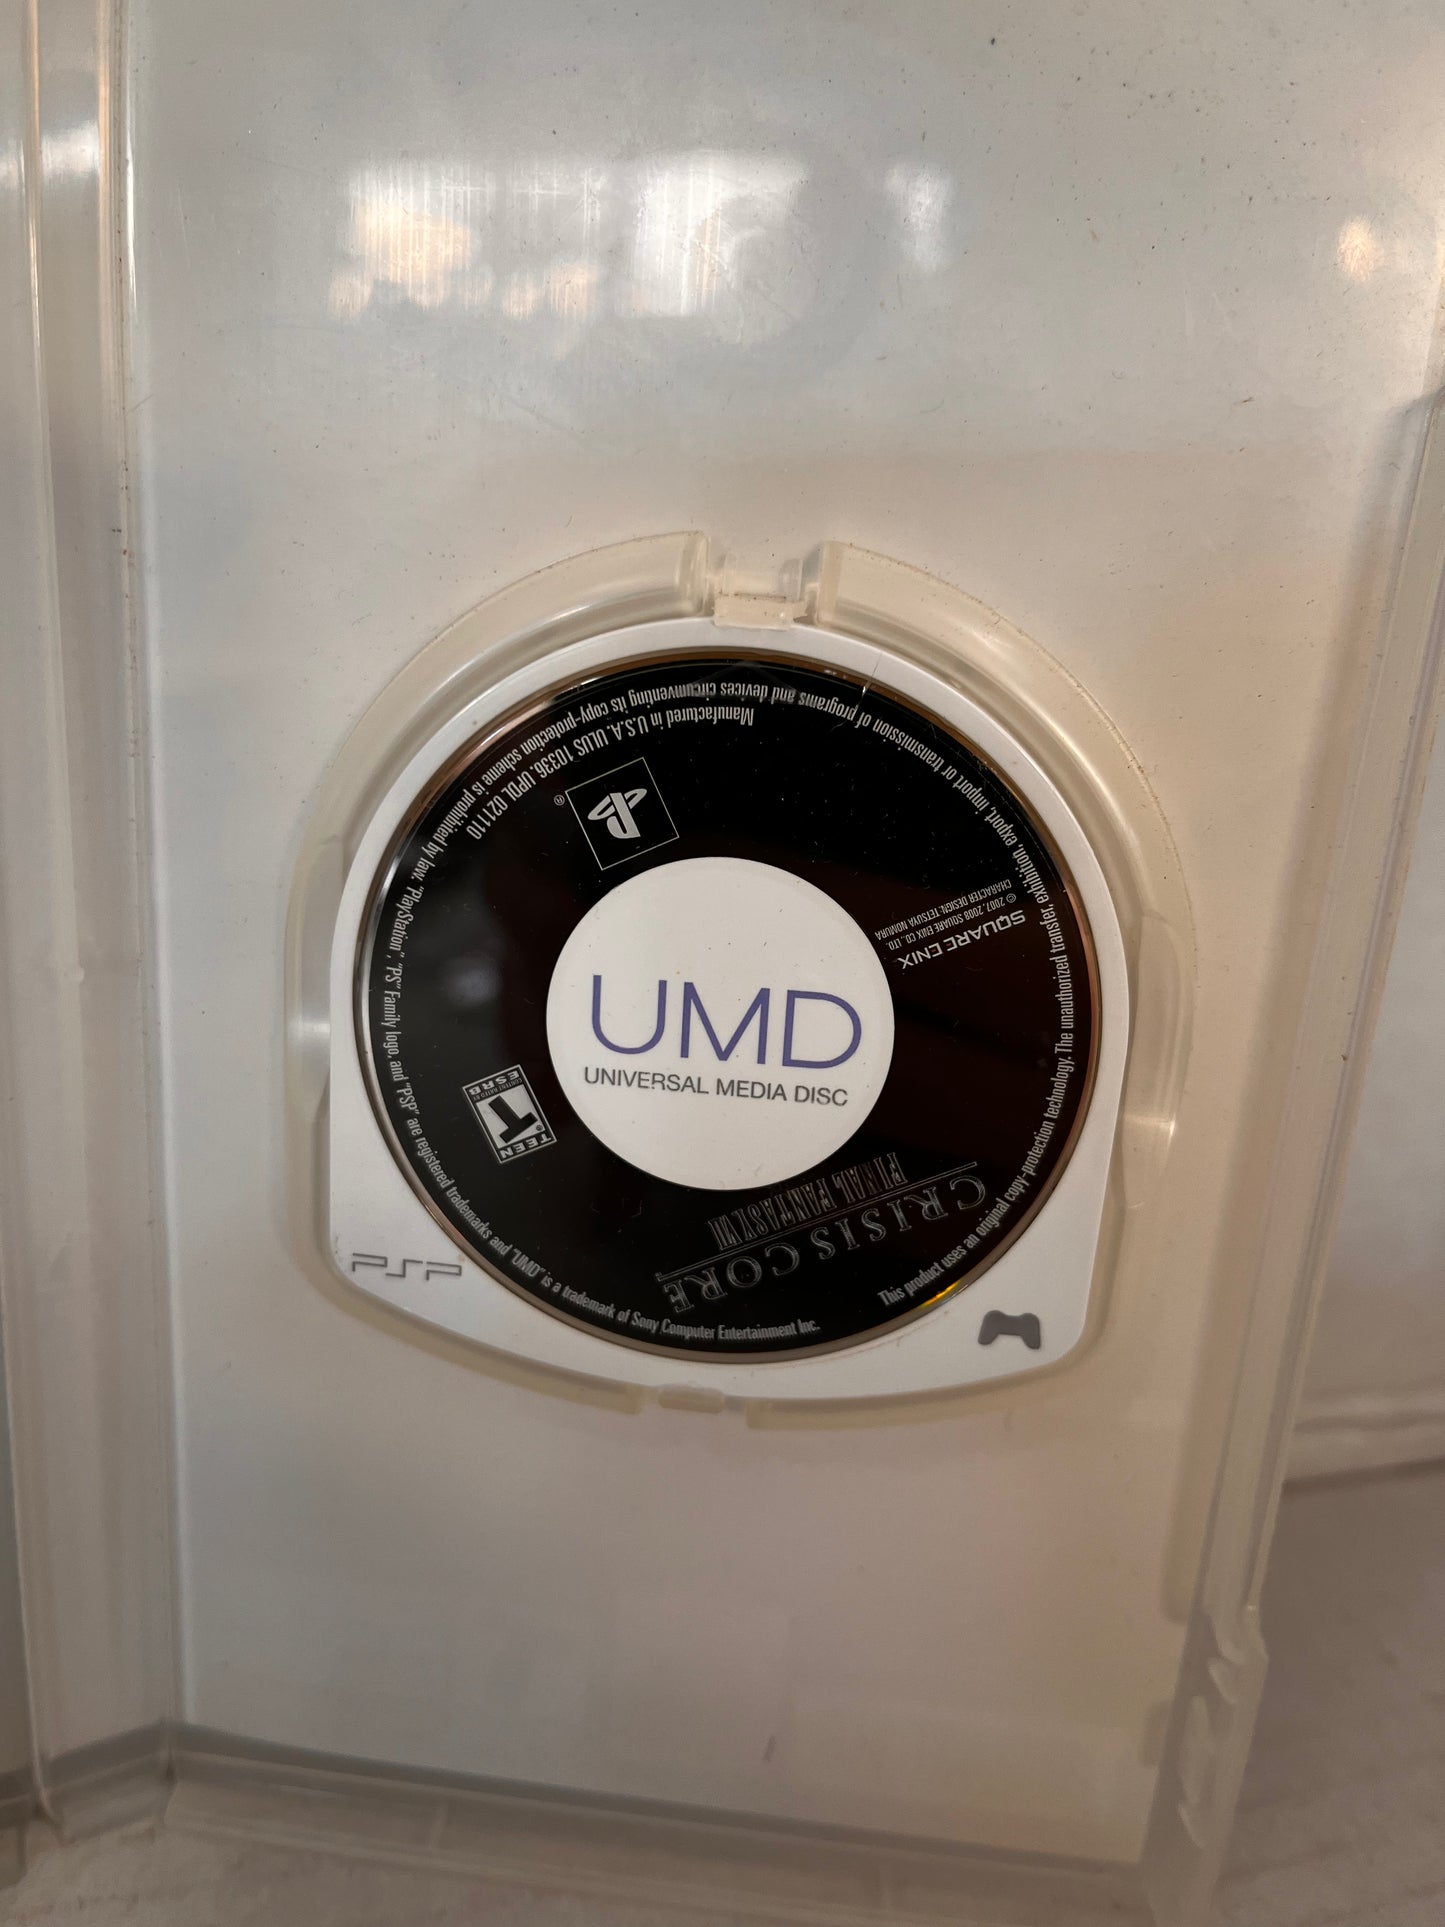 UMD
UNIVERSAL MEDIA DISC
CRISIS CORE
FINAL FANTASY VII
SQUARE ENIX
© 2007, 2008 SQUARE ENIX CO., LTD.
CHARACTER DESIGN: TETSUYA NOMURA
Manufactured in U.S.A. ULUS 10336. UPDL 021110
®
TEEN
T
®
CONTENT RATED BY
ESRB
This product uses an original copy-protection technology. The unauthorized transfer, exhibition, export, import or transmission of programs and devices circumventing its copy-protection scheme is prohibited by law. "PlayStation", "PS" Family logo, and "PSP" are registered trademarks and "UMD" is a trademark of Sony Computer Entertainment Inc.
PSP